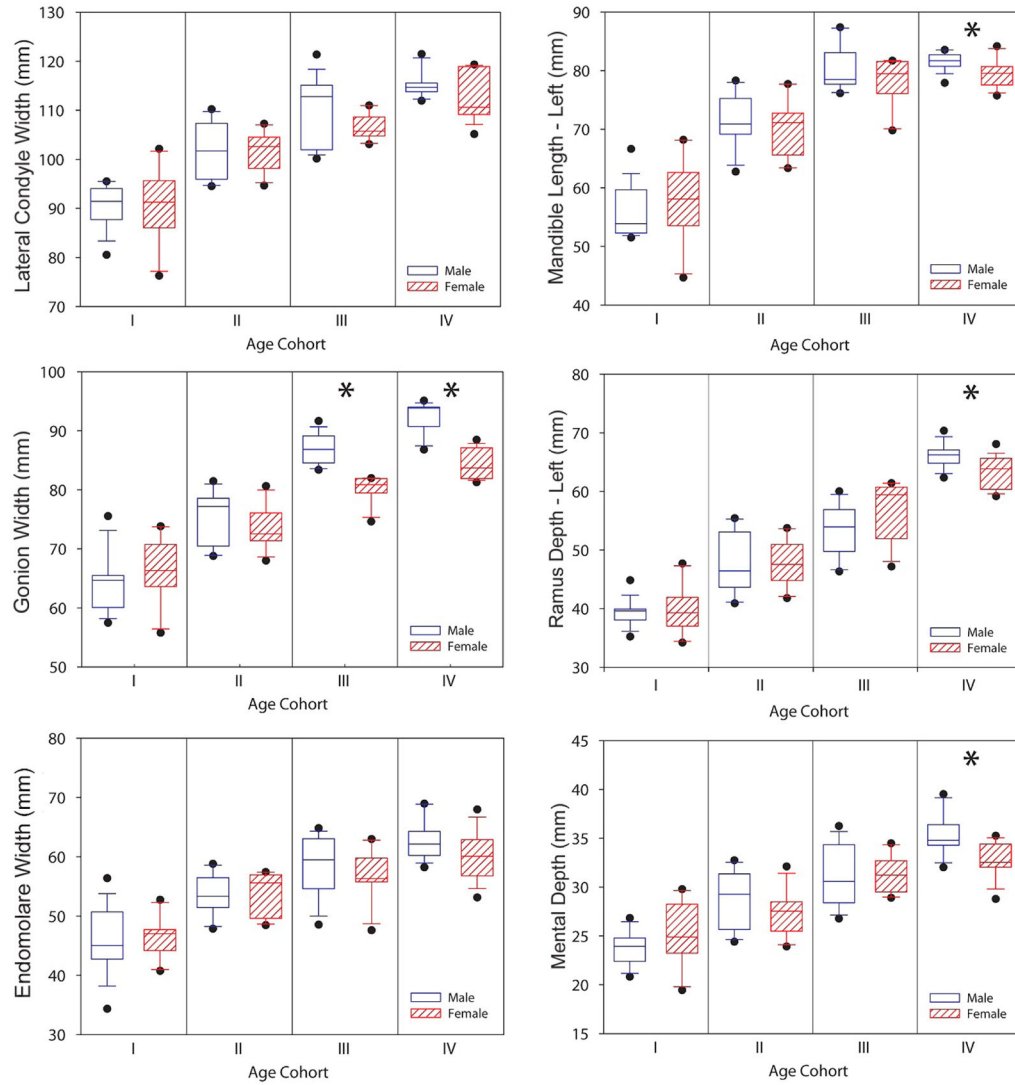 Lateral Condyle Width (mm)
130
120
110
100
90
80
70
I II III IV
Age Cohort
Male
Female
Mandible Length - Left (mm)
90
80
70
60
50
40
*
I II III IV
Age Cohort
Male
Female
Gonion Width (mm)
100
90
80
70
60
50
* *
I II III IV
Age Cohort
Male
Female
Ramus Depth - Left (mm)
80
70
60
50
40
30
*
I II III IV
Age Cohort
Male
Female
Endomolare Width (mm)
80
70
60
50
40
30
I II III IV
Age Cohort
Male
Female
Mental Depth (mm)
45
40
35
30
25
20
15
*
I II III IV
Age Cohort
Male
Female